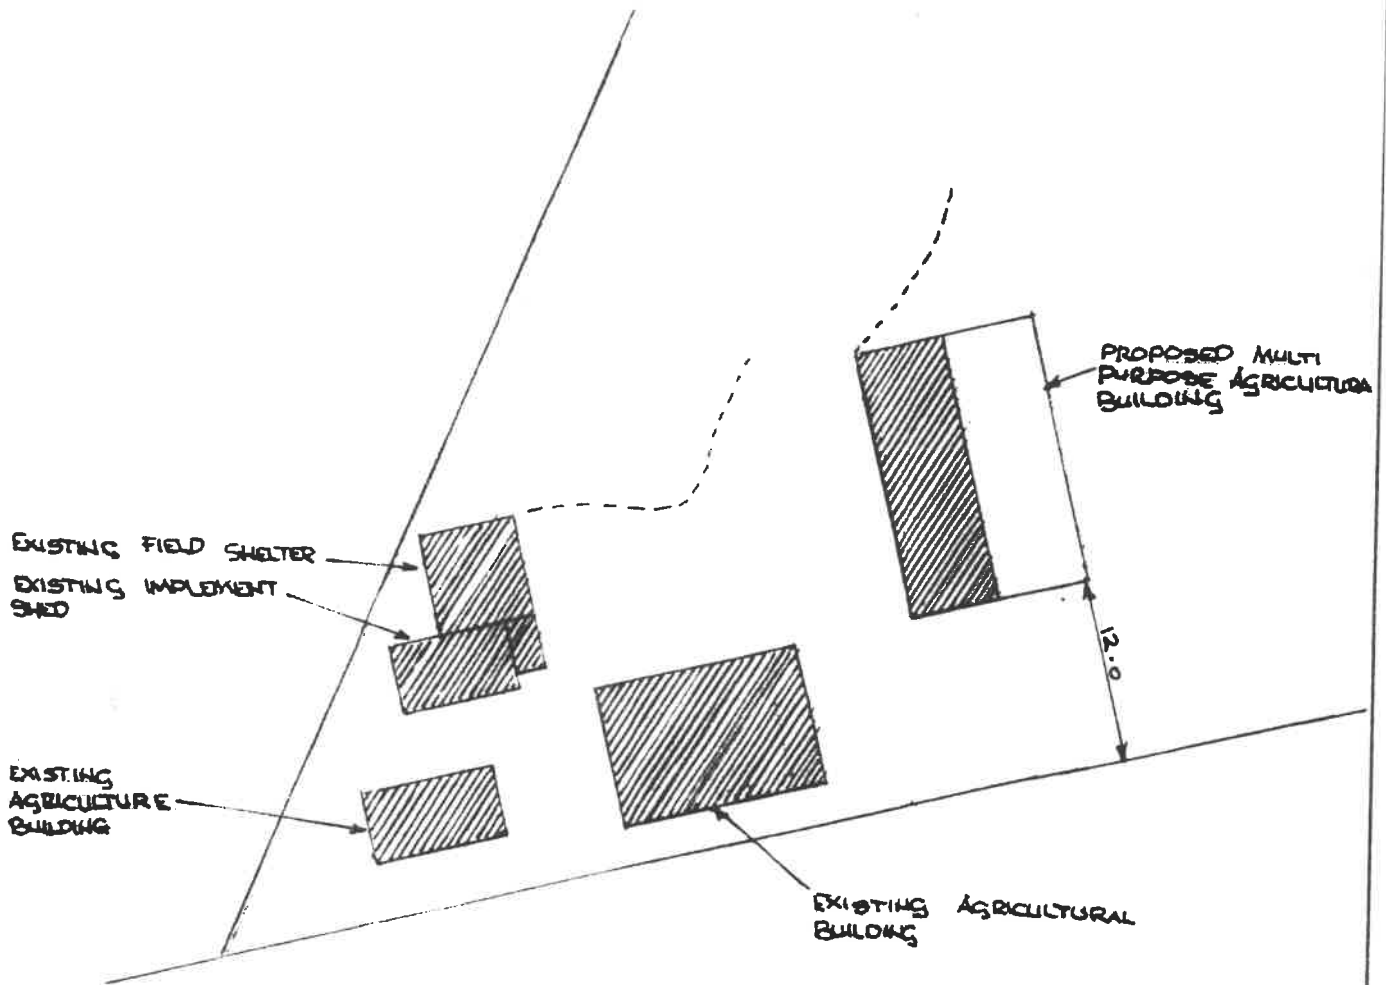 PROPOSED MULTI
PURPOSE AGRICULTURA
BUILDING
EXISTING FIELD SHELTER
EXISTING IMPLEMENT
SHED
12.0
EXISTING
AGRICULTURE
BUILDING
EXISTING AGRICULTURAL
BUILDING